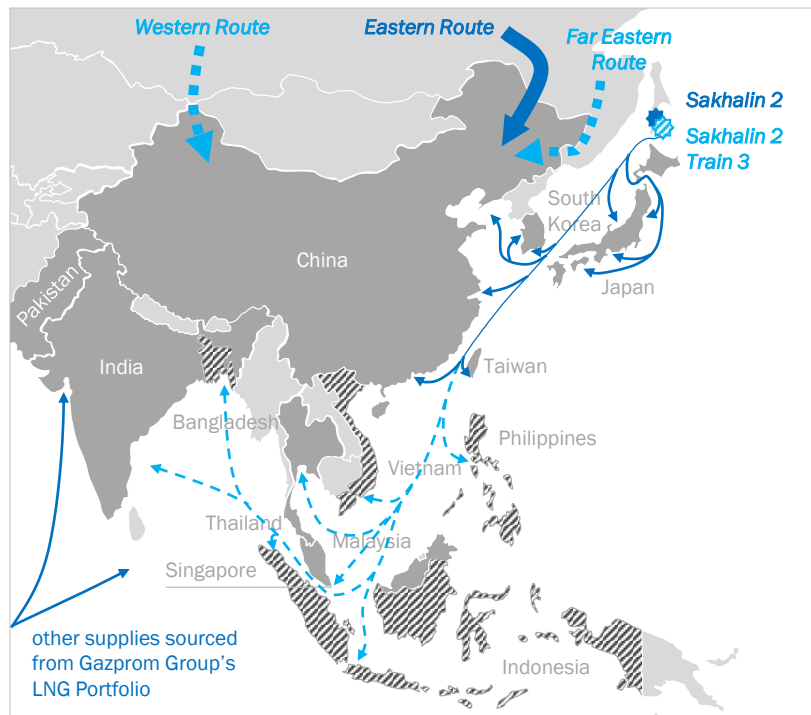 Western Route
Eastern Route
Far Eastern
Route
Sakhalin 2
Sakhalin 2
Train 3
South
Korea
China
Japan
Pakistan
India
Taiwan
Bangladesh
Philippines
Vietnam
Thailand
Malaysia
Singapore
other supplies sourced
from Gazprom Group's
LNG Portfolio
Indonesia